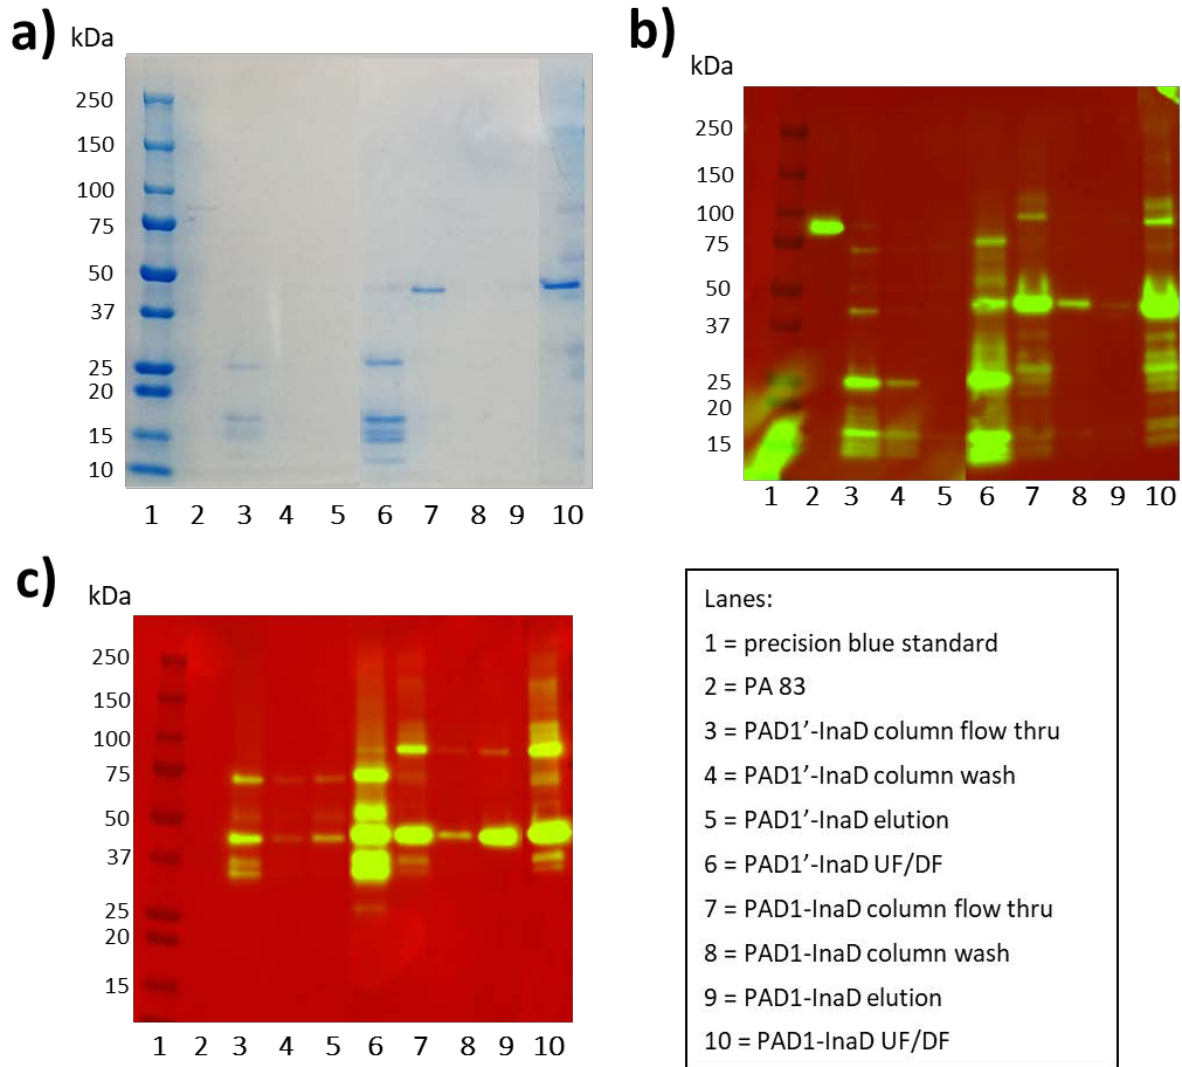 a)
kDa
250
150
100
75
50
37
25
20
15
10
1 2 3 4 5 6 7 8 9 10
b)
kDa
250
150
100
75
50
37
25
20
15
1 2 3 4 5 6 7 8 9 10
c)
kDa
250
150
100
75
50
37
25
20
15
1 2 3 4 5 6 7 8 9 10
Lanes:
1 = precision blue standard
2 = PA 83
3 = PAD1’-InaD column flow thru
4 = PAD1’-InaD column wash
5 = PAD1’-InaD elution
6 = PAD1’-InaD UF/DF
7 = PAD1-InaD column flow thru
8 = PAD1-InaD column wash
9 = PAD1-InaD elution
10 = PAD1-InaD UF/DF